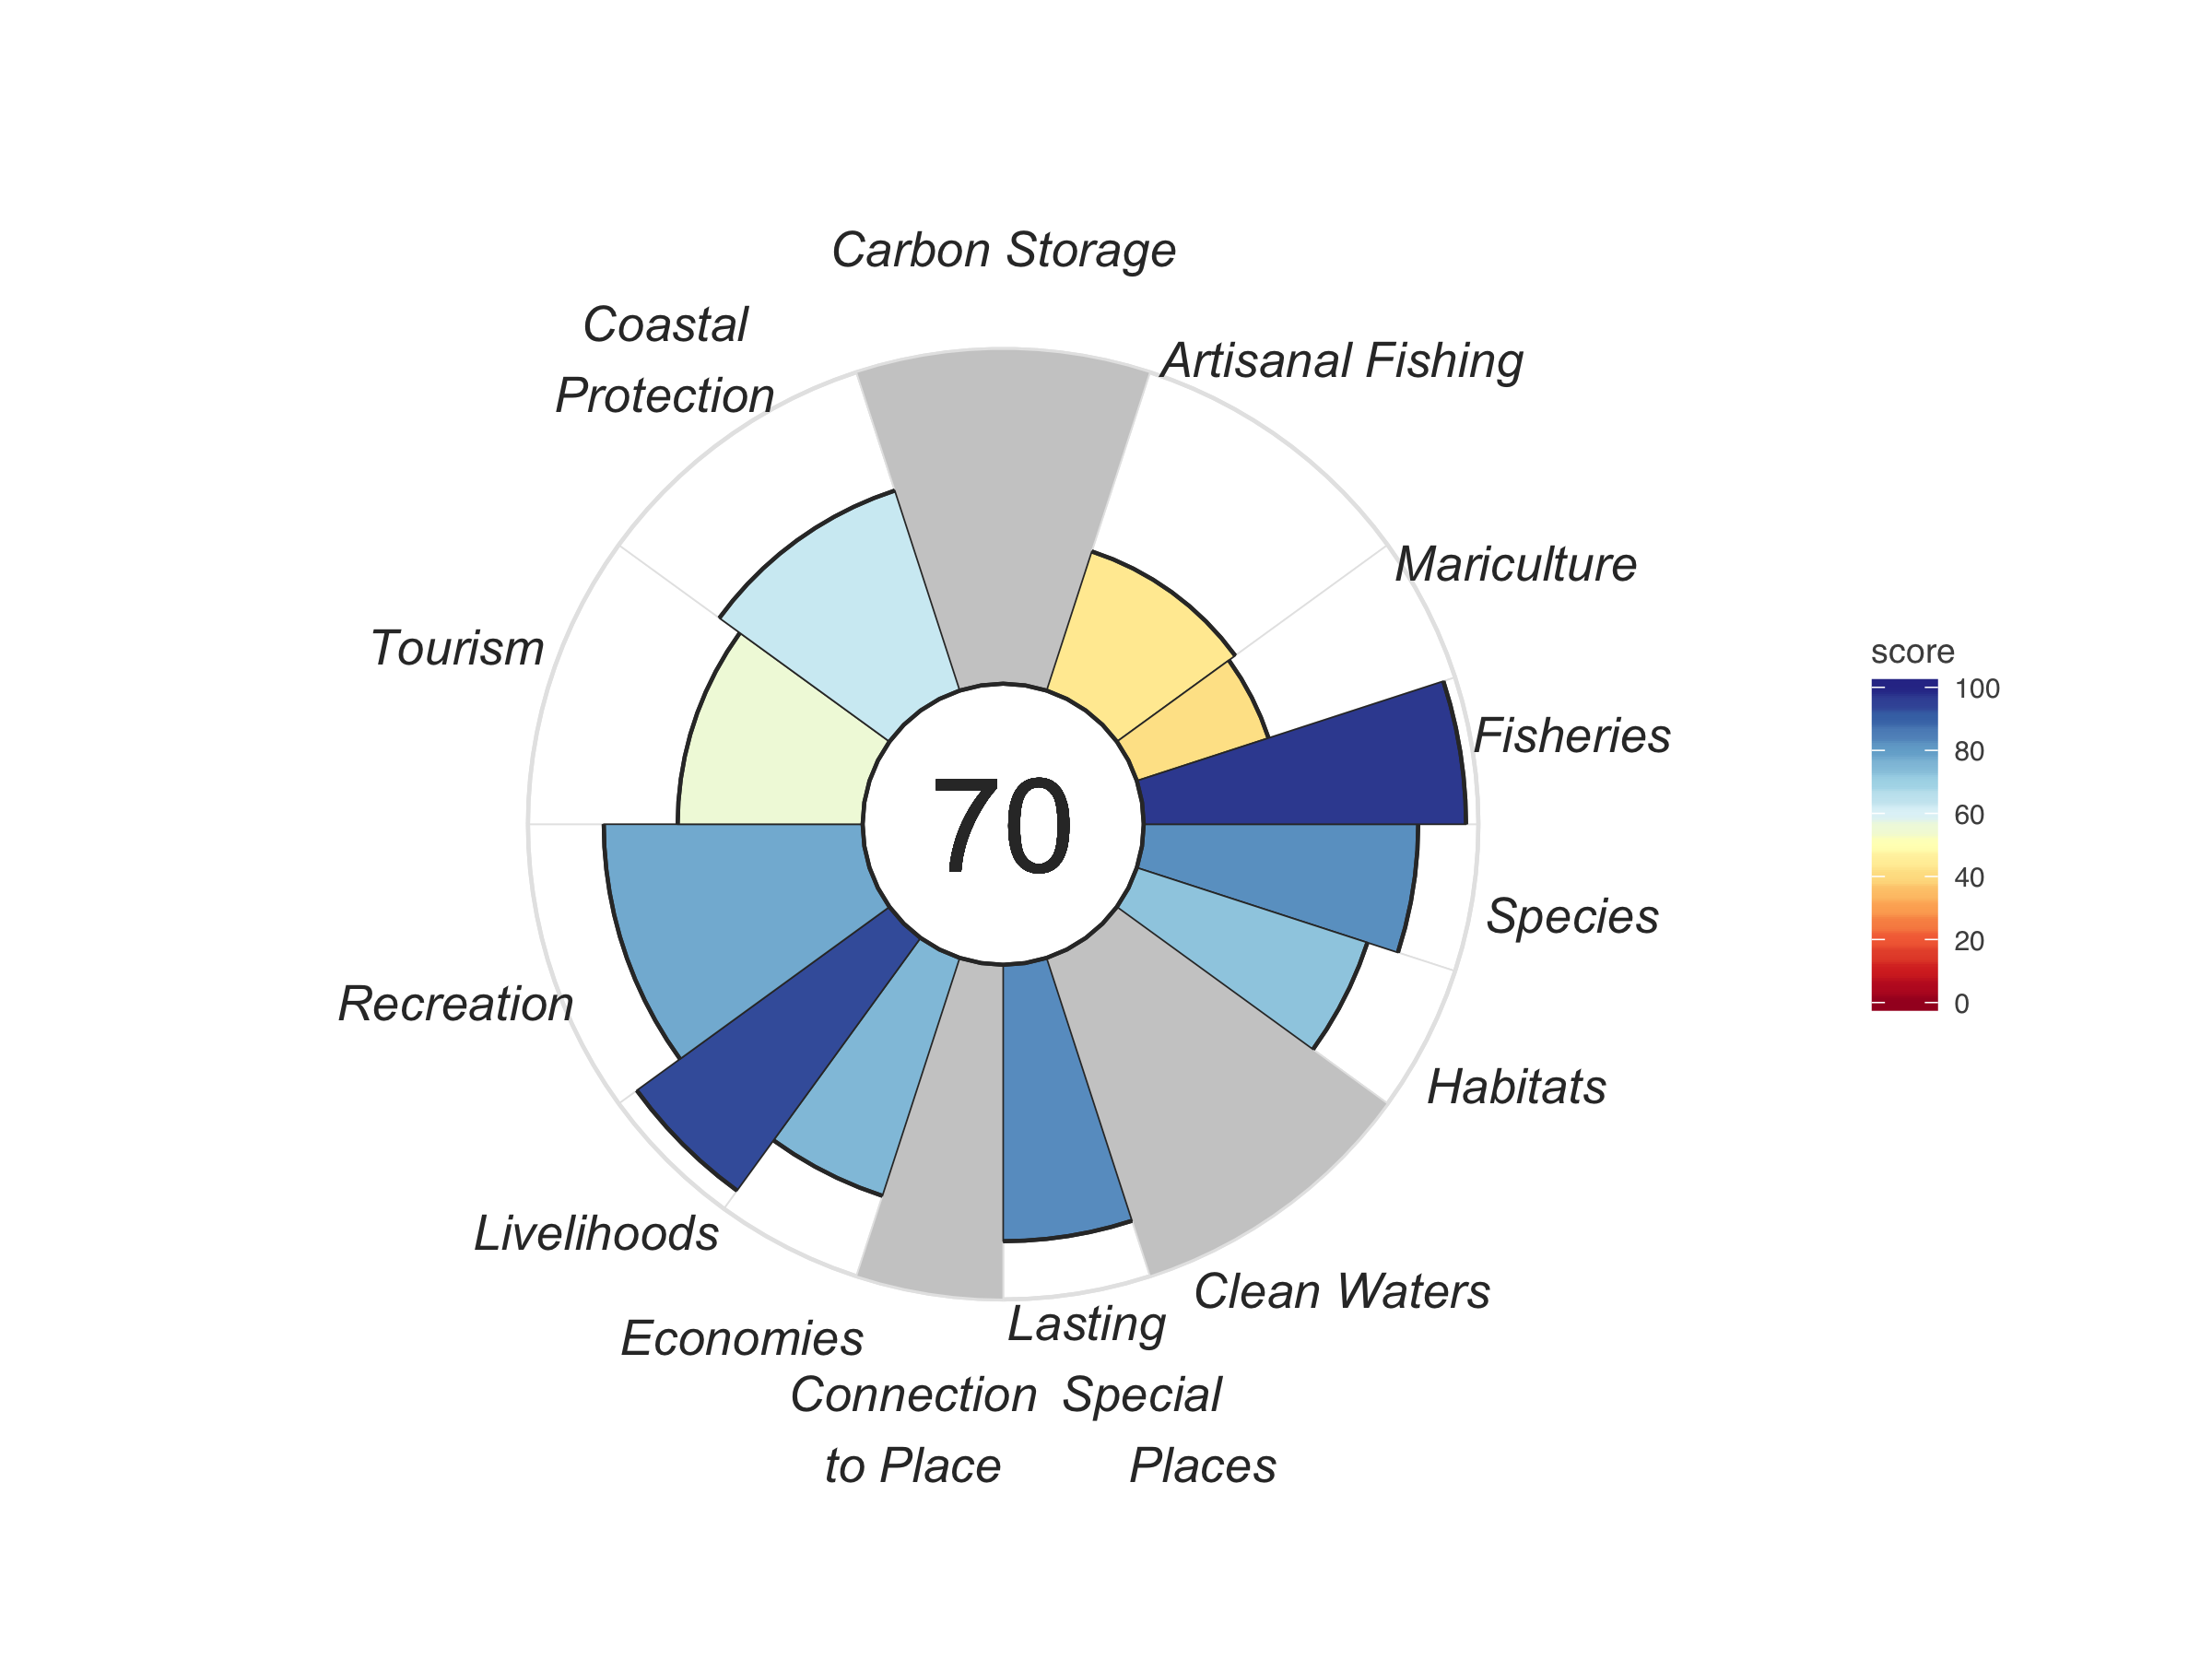 Carbon Storage
Coastal
Protection
Artisanal Fishing
Mariculture
Tourism
Fisheries
70
Species
Recreation
Habitats
Livelihoods
Clean Waters
Economies
Lasting
Special
Places
Connection
to Place
score
100
80
60
40
20
0